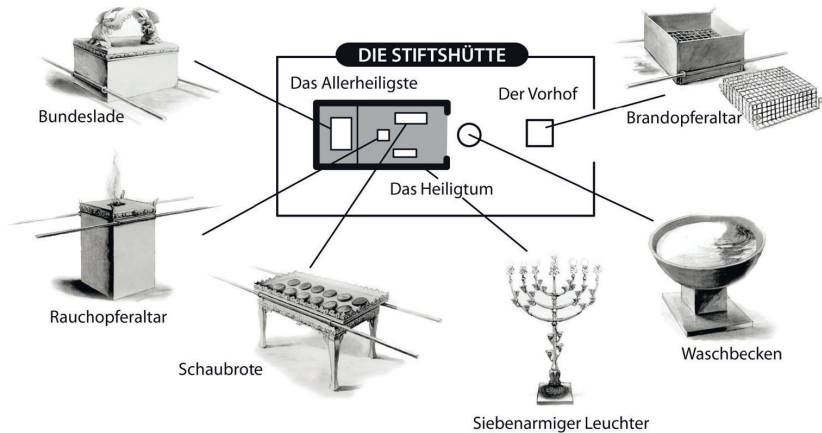 DIE STIFTSHÜTTE
Das Allerheiligste
Der Vorhof
Bundeslade
Brandopferaltar
Das Heiligtum
Rauchopferaltar
Schaubrote
Waschbecken
Siebenarmiger Leuchter